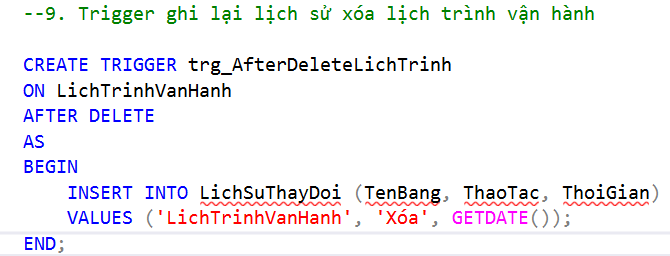 --9. Trigger ghi lại lịch sử xóa lịch trình vận hành
CREATE TRIGGER trg_AfterDeleteLichTrinh
ON LichTrinhVanHanh
AFTER DELETE
AS
BEGIN
    INSERT INTO LichSuThayDoi (TenBang, ThaoTac, ThoiGian)
    VALUES ('LichTrinhVanHanh', 'Xóa', GETDATE());
END;